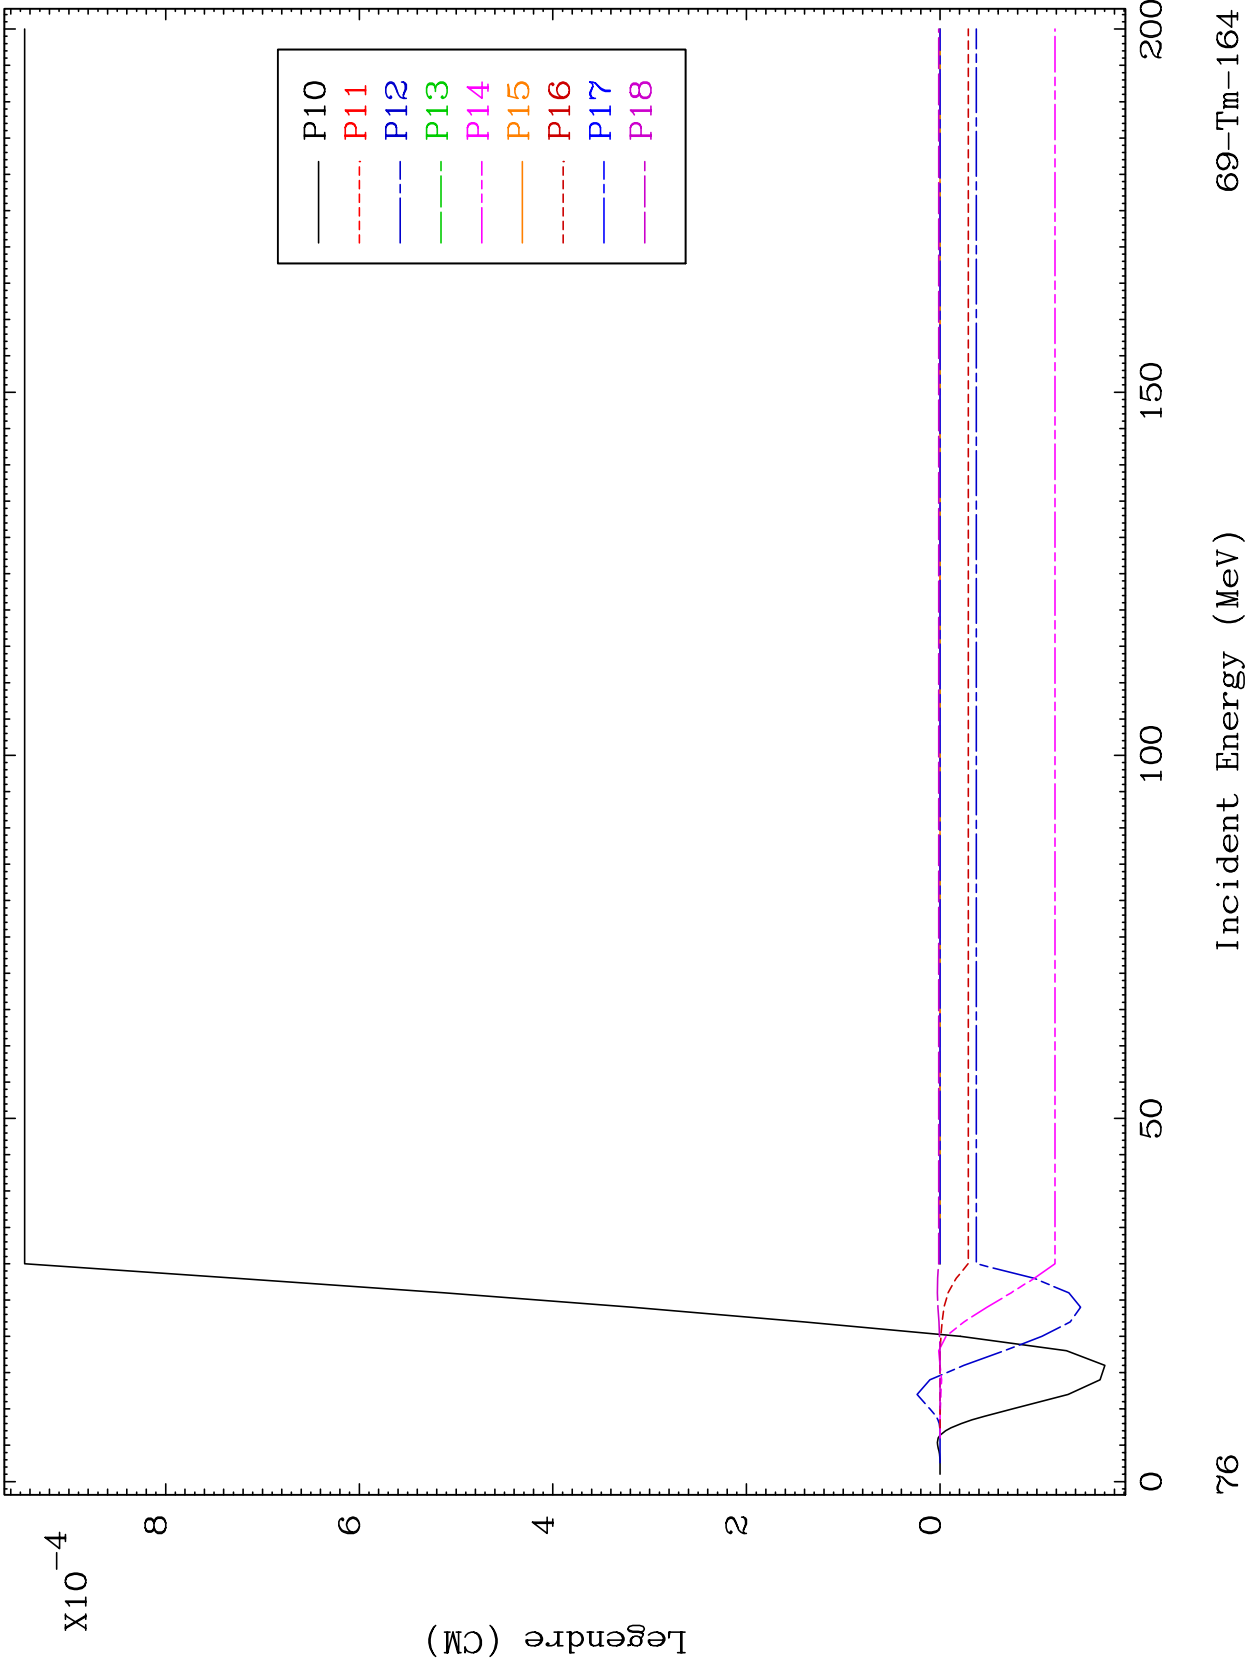 X10-4
8
6
4
2
0
Legendre (CM)
P10
P11
P12
P13
P14
P15
P16
P17
P18
0
50
100
150
200
Incident Energy (MeV)
76
69-Tm-164